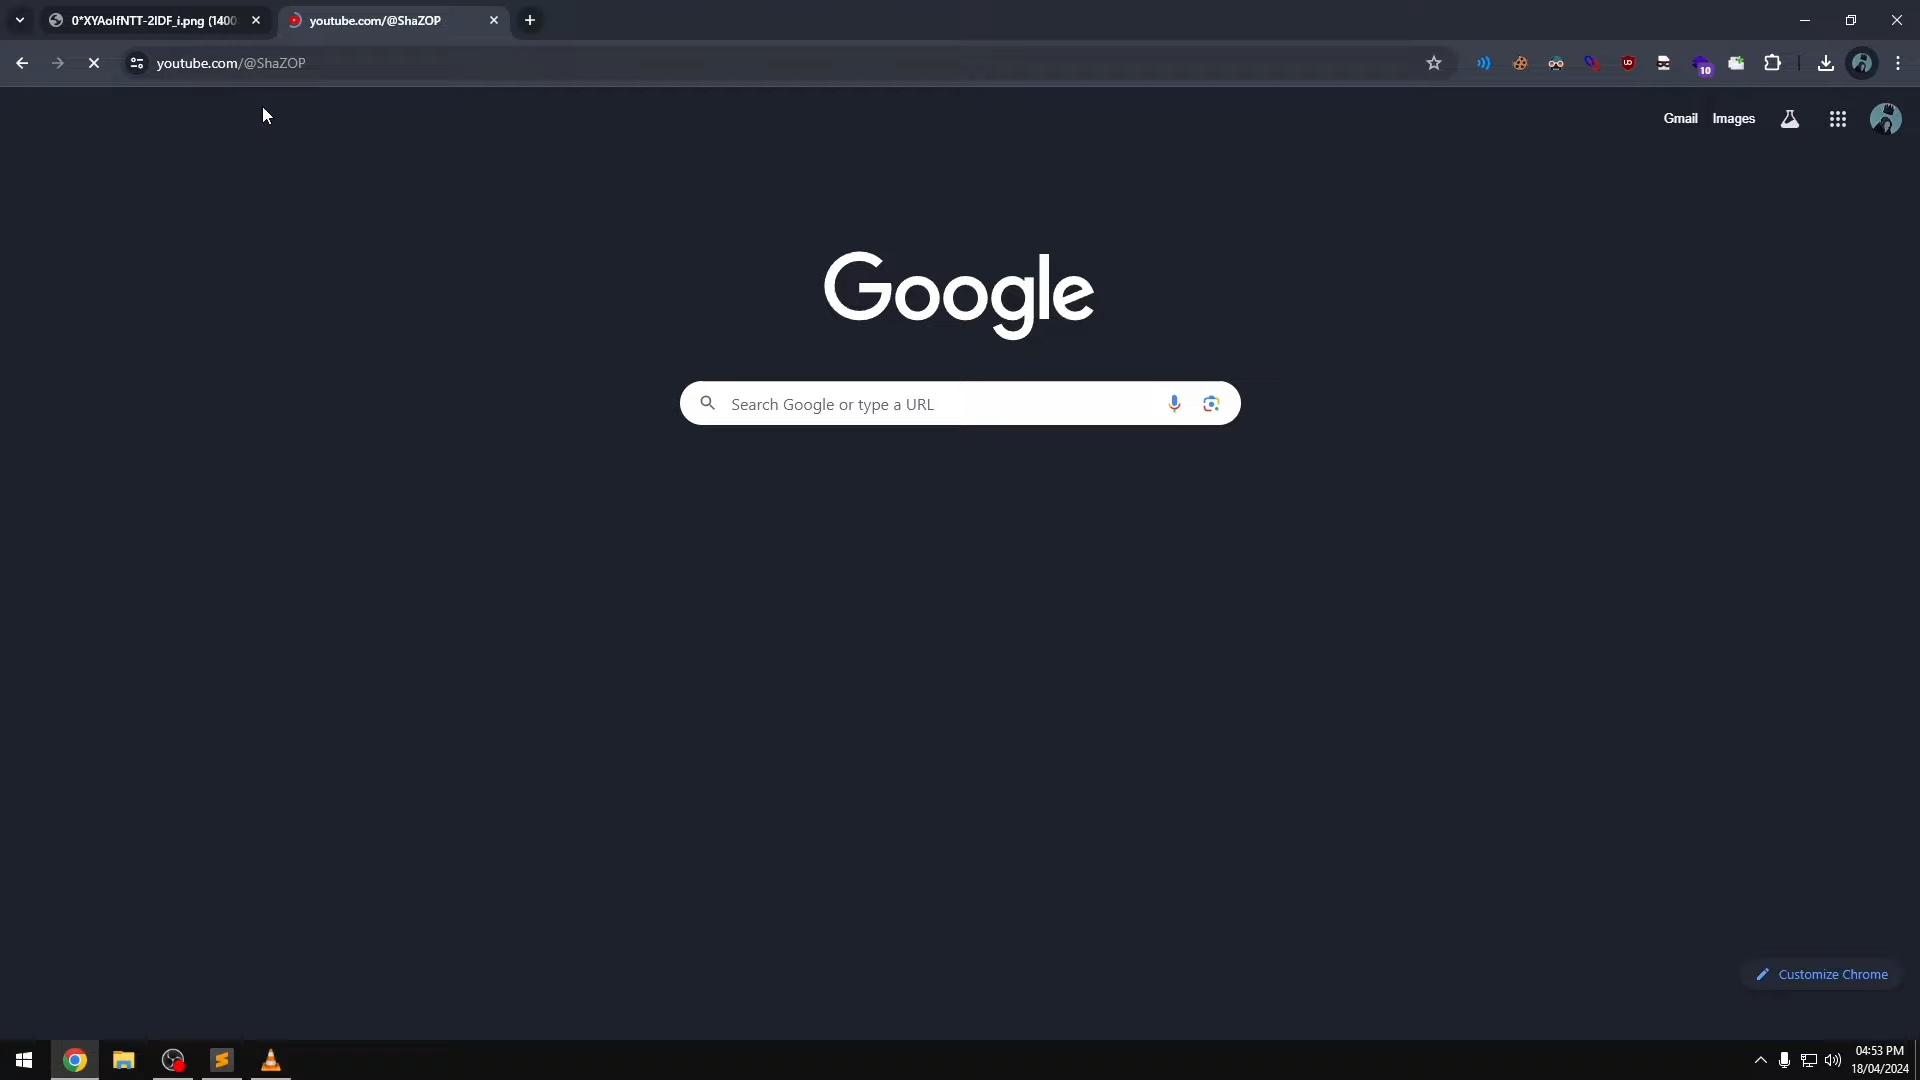 0*XYAolfNTT-2lDF_i.png (1400
youtube.com/@ShaZOP
youtube.com/@ShaZOP
10
Gmail
Images
Google
Search Google or type a URL
Customize Chrome
04:53 PM
18/04/2024